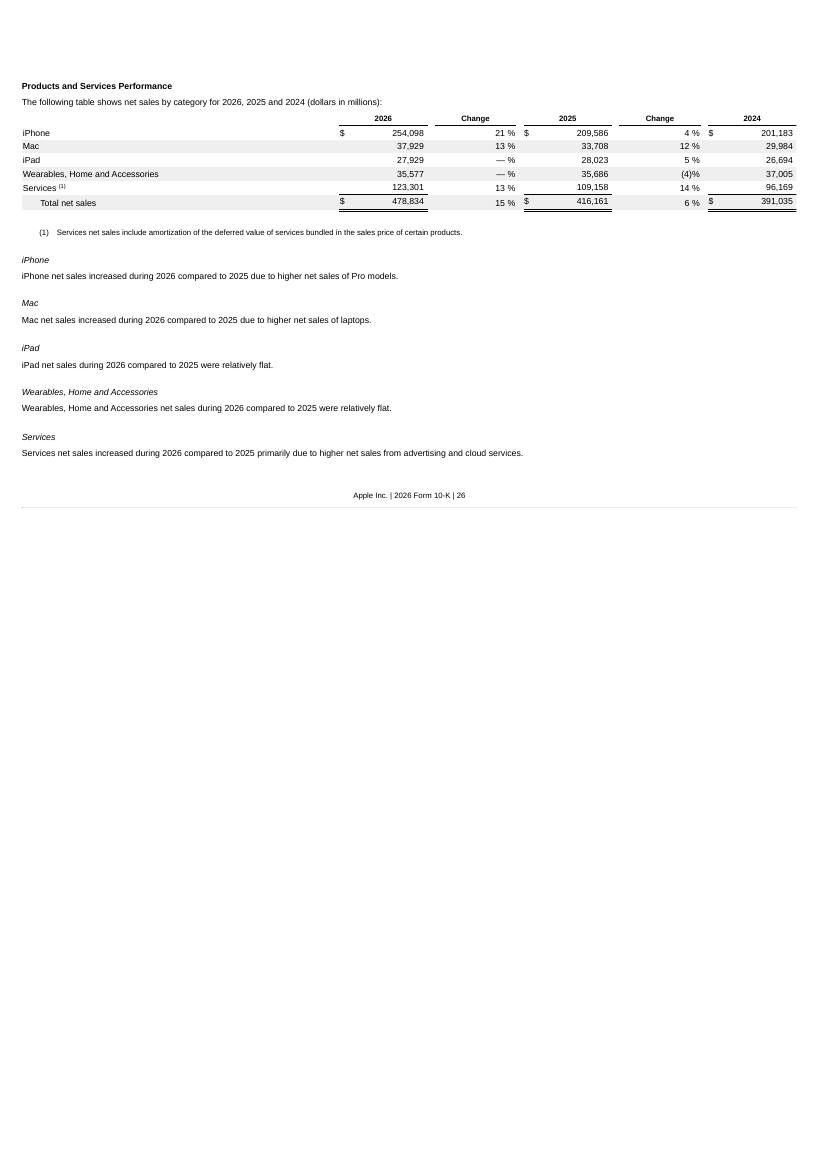 Products and Services Performance
The following table shows net sales by category for 2026, 2025 and 2024 (dollars in millions):
2026 Change 2025 Change 2024
iPhone $ 254,098 21 % $ 209,586 4 % $ 201,183
Mac 37,929 13 % 33,708 12 % 29,984
iPad 27,929 — % 28,023 5 % 26,694
Wearables, Home and Accessories 35,577 — % 35,686 (4)% 37,005
Services (1) 123,301 13 % 109,158 14 % 96,169
Total net sales $ 478,834 15 % $ 416,161 6 % $ 391,035
(1) Services net sales include amortization of the deferred value of services bundled in the sales price of certain products.
iPhone
iPhone net sales increased during 2026 compared to 2025 due to higher net sales of Pro models.
Mac
Mac net sales increased during 2026 compared to 2025 due to higher net sales of laptops.
iPad
iPad net sales during 2026 compared to 2025 were relatively flat.
Wearables, Home and Accessories
Wearables, Home and Accessories net sales during 2026 compared to 2025 were relatively flat.
Services
Services net sales increased during 2026 compared to 2025 primarily due to higher net sales from advertising and cloud services.
Apple Inc. | 2026 Form 10-K | 26